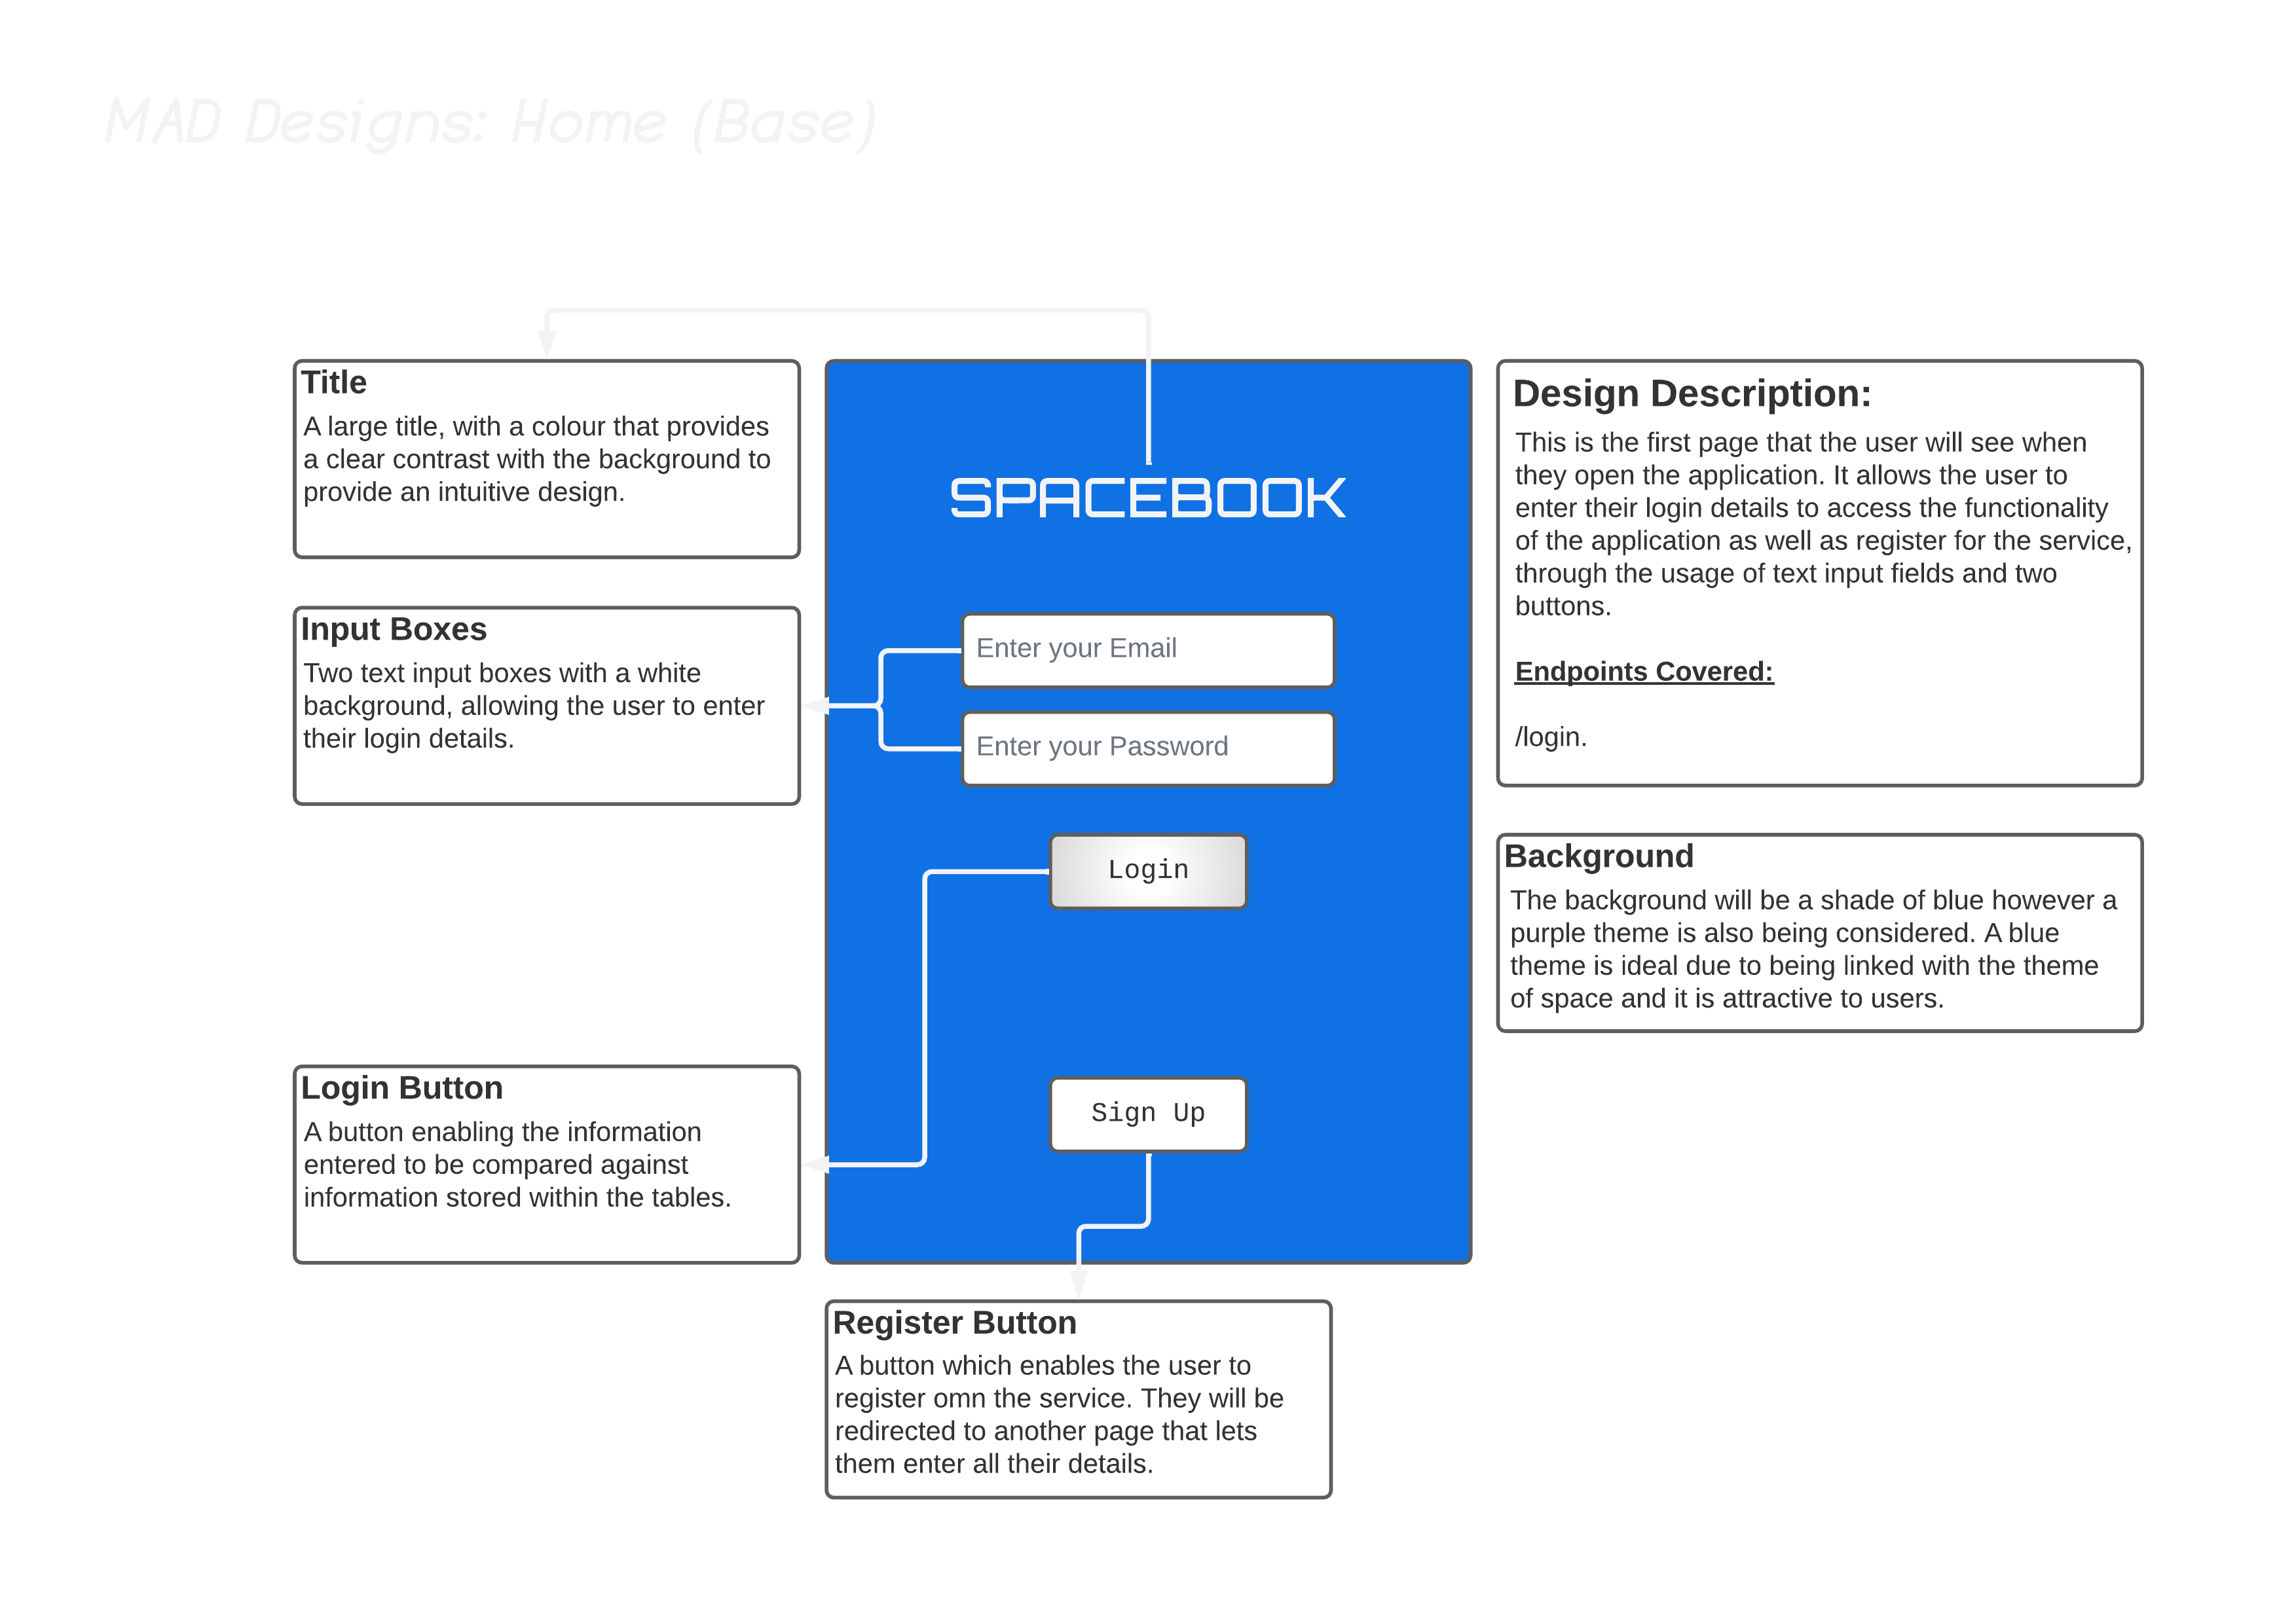 MAD Designs: Home (Base)
Title
A large title, with a colour that provides
a clear contrast with the background to
provide an intuitive design.
Input Boxes
Two text input boxes with a white
background, allowing the user to enter
their login details.
Login Button
A button enabling the information
entered to be compared against
information stored within the tables.
SPACEBOOK
Enter your Email
Enter your Password
Login
Sign Up
Register Button
A button which enables the user to
register omn the service. They will be
redirected to another page that lets
them enter all their details.
Design Description:
This is the first page that the user will see when
they open the application. It allows the user to
enter their login details to access the functionality
of the application as well as register for the service,
through the usage of text input fields and two
buttons.
Endpoints Covered:
/login.
Background
The background will be a shade of blue however a
purple theme is also being considered. A blue
theme is ideal due to being linked with the theme
of space and it is attractive to users.